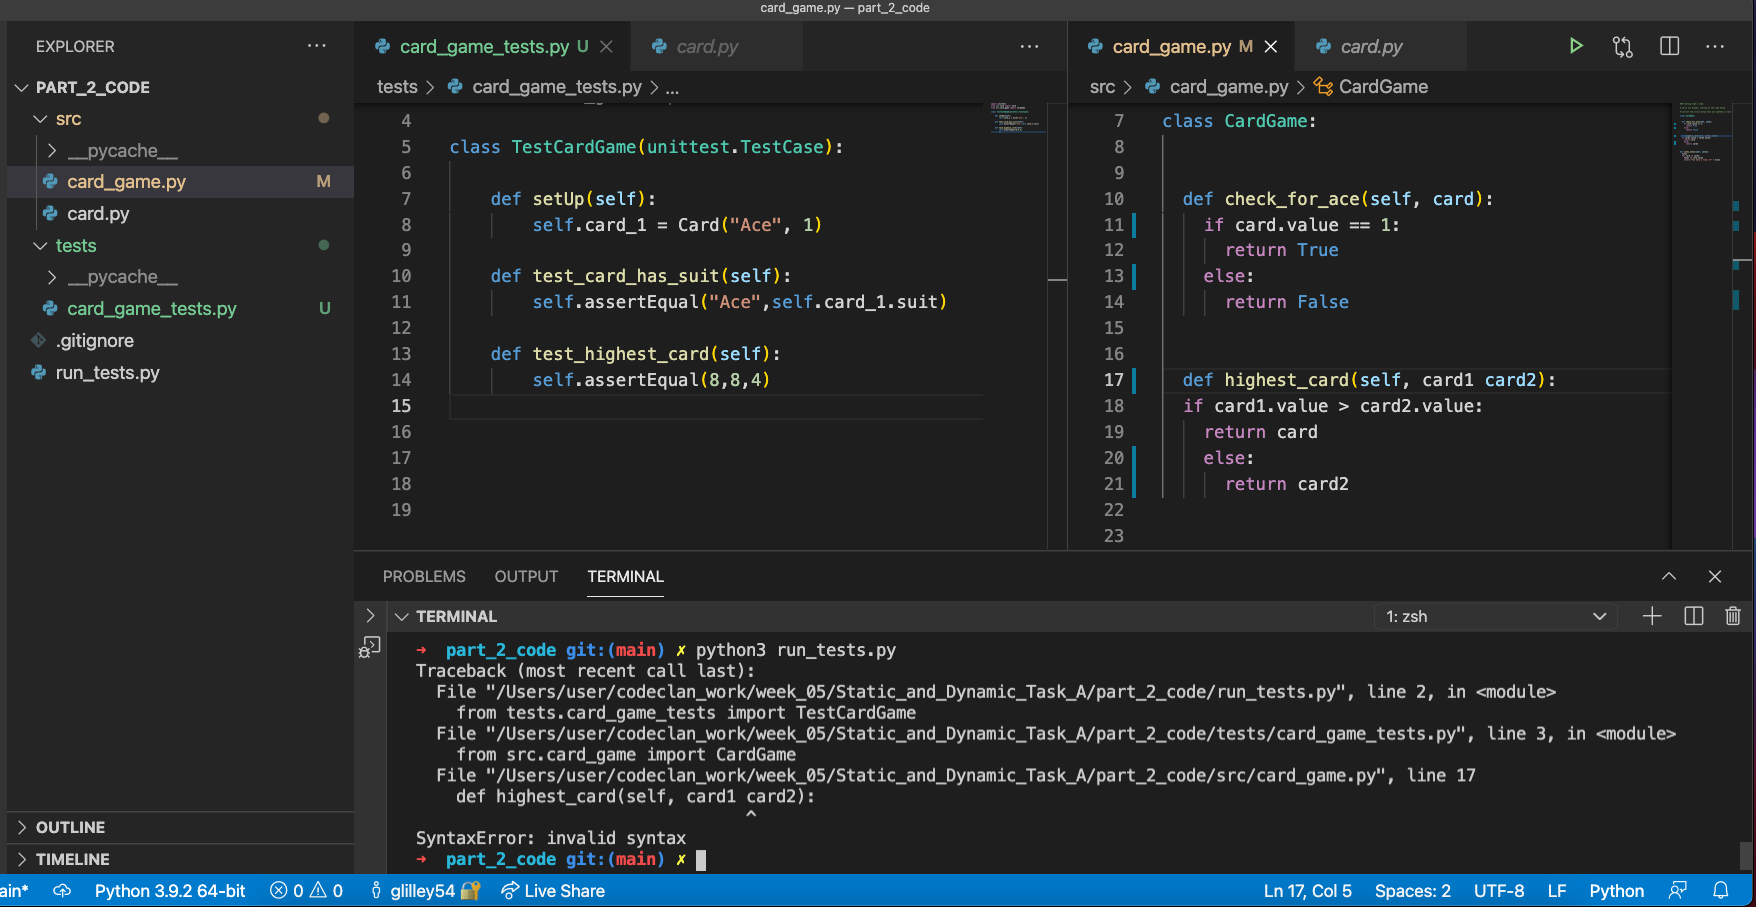 card_game.py — part_2_code
EXPLORER
PART_2_CODE
src
__pycache__
card_game.py M
card.py
tests
__pycache__
card_game_tests.py U
.gitignore
run_tests.py
OUTLINE
TIMELINE
card_game_tests.py U
card.py
tests > card_game_tests.py > ...
4
5 class TestCardGame(unittest.TestCase):
6
7 def setUp(self):
8 self.card_1 = Card("Ace", 1)
9
10 def test_card_has_suit(self):
11 self.assertEqual("Ace",self.card_1.suit)
12
13 def test_highest_card(self):
14 self.assertEqual(8,8,4)
15
16
17
18
19
card_game.py M
card.py
src > card_game.py > CardGame
7 class CardGame:
8
9
10 def check_for_ace(self, card):
11 if card.value == 1:
12 return True
13 else:
14 return False
15
16
17 def highest_card(self, card1 card2):
18 if card1.value > card2.value:
19 return card
20 else:
21 return card2
22
23
PROBLEMS OUTPUT TERMINAL
TERMINAL 1: zsh
➜ part_2_code git:(main) ✗ python3 run_tests.py
Traceback (most recent call last):
File "/Users/user/codeclan_work/week_05/Static_and_Dynamic_Task_A/part_2_code/run_tests.py", line 2, in <module>
from tests.card_game_tests import TestCardGame
File "/Users/user/codeclan_work/week_05/Static_and_Dynamic_Task_A/part_2_code/tests/card_game_tests.py", line 3, in <module>
from src.card_game import CardGame
File "/Users/user/codeclan_work/week_05/Static_and_Dynamic_Task_A/part_2_code/src/card_game.py", line 17
def highest_card(self, card1 card2):
^
SyntaxError: invalid syntax
➜ part_2_code git:(main) ✗
ain* Python 3.9.2 64-bit 0 0 glilley54 Live Share Ln 17, Col 5 Spaces: 2 UTF-8 LF Python